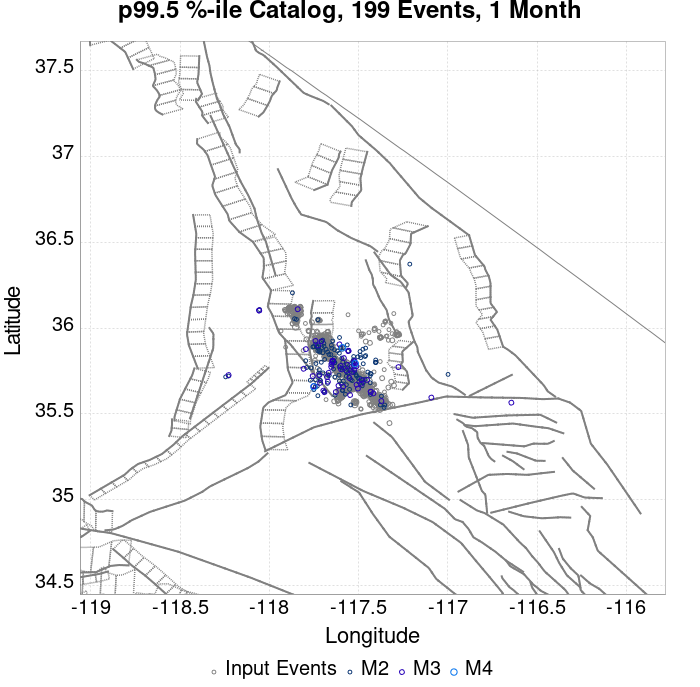 p99.5 %-ile Catalog, 199 Events, 1 Month
37.5
37
36.5
36
35.5
35
34.5
Latitude
-119
-118.5
-118
-117.5
-117
-116.5
-116
Longitude
Input Events
M2
M3
M4